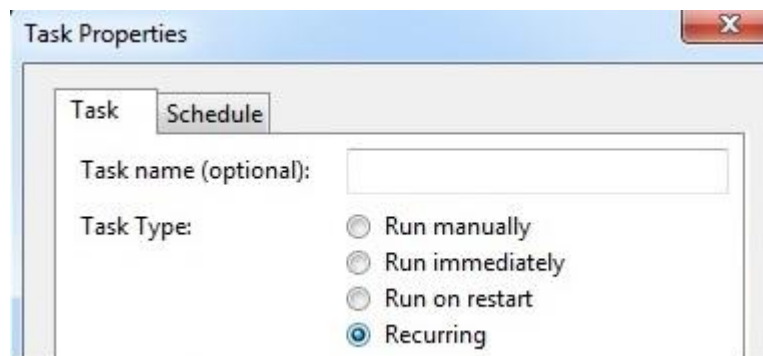 Task Properties
Task Schedule
Task name (optional):
Task Type: Run manually
Run immediately
Run on restart
Recurring